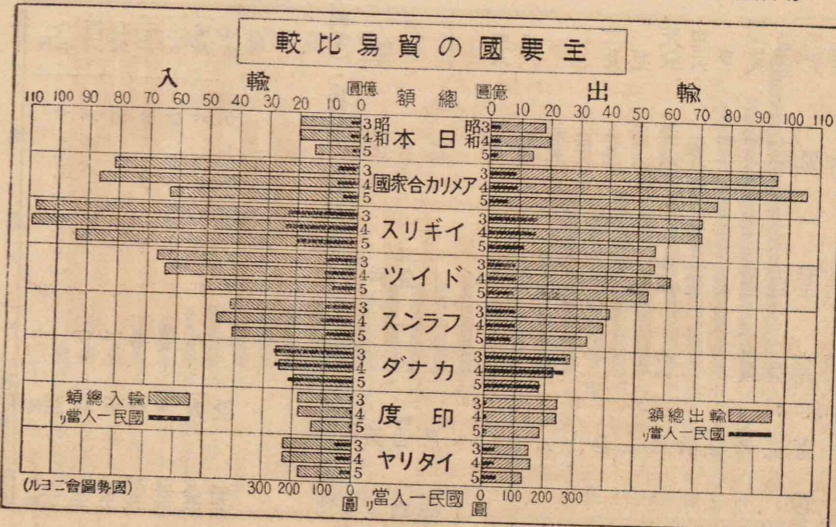 主要國の貿易比較
輸出 億圓 總額 億圓 輸入
110 100 90 80 70 60 50 40 30 20 10 0
0 10 20 30 40 50 60 70 80 90 100 110
昭和3 日本 昭和3
4 4
5 5
3 アメリカ合衆國 3
4 4
5 5
3 イギリス 3
4 4
5 5
3 ドイツ 3
4 4
5 5
3 フランス 3
4 4
5 5
3 カナダ 3
4 4
5 5
3 印度 3
4 4
5 5
3 イタリヤ 3
4 4
5 5
輸出總額
國民一人當リ
輸入總額
國民一人當リ
300 200 100 0 圓 國民一人當リ 0 圓 100 200 300
(國勢圖會ニヨル)